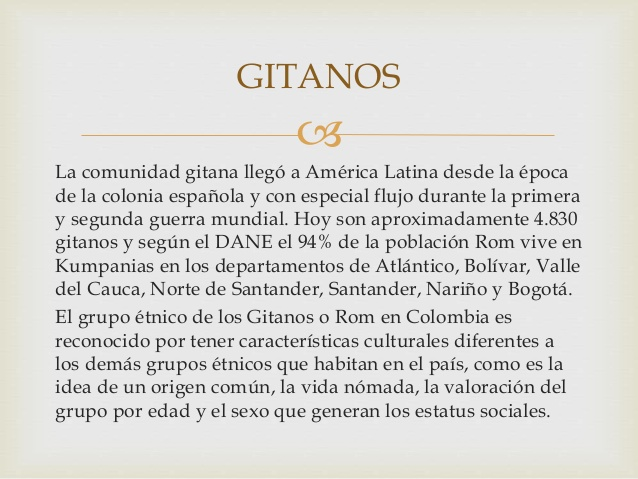 GITANOS
La comunidad gitana llegó a América Latina desde la época
de la colonia española y con especial flujo durante la primera
y segunda guerra mundial. Hoy son aproximadamente 4.830
gitanos y según el DANE el 94% de la población Rom vive en
Kumpanias en los departamentos de Atlántico, Bolívar, Valle
del Cauca, Norte de Santander, Santander, Nariño y Bogotá.
El grupo étnico de los Gitanos o Rom en Colombia es
reconocido por tener características culturales diferentes a
los demás grupos étnicos que habitan en el país, como es la
idea de un origen común, la vida nómada, la valoración del
grupo por edad y el sexo que generan los estatus sociales.